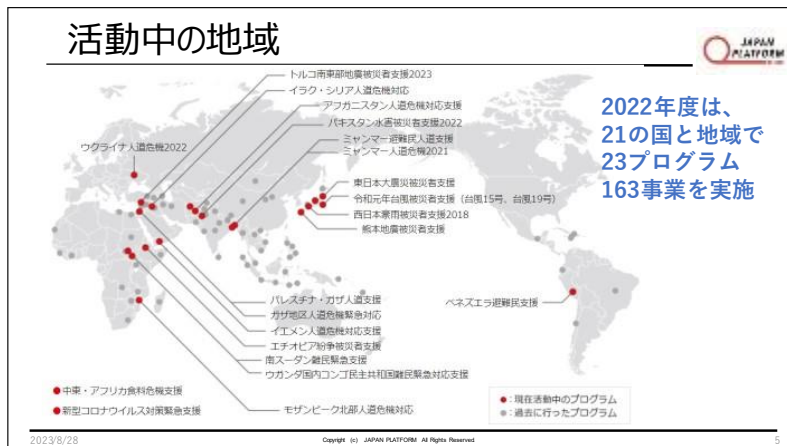 活動中の地域
JAPAN
PLATFORM
トルコ南東部地震被災者支援2023
イラク・シリア人道危機対応
アフガニスタン人道危機対応支援
パキスタン水害被災者支援2022
ウクライナ人道危機2022
ミャンマー避難民人道支援
ミャンマー人道危機2021
2022年度は、
21の国と地域で
23プログラム
163事業を実施
東日本大震災被災者支援
令和元年台風被災者支援（台風15号、台風19号）
西日本豪雨被災者支援2018
熊本地震被災者支援
パレスチナ・ガザ人道支援
ガザ地区人道危機緊急対応
イエメン人道危機対応支援
エチオピア紛争被災者支援
南スーダン難民緊急支援
ウガンダ国内コンゴ民主共和国難民緊急対応支援
モザンビーク北部人道危機対応
ベネズエラ避難民支援
●中東・アフリカ食料危機支援
●新型コロナウイルス対策緊急支援
●：現在活動中のプログラム
●：過去に行ったプログラム
2023/8/28
Copyright (c) JAPAN PLATFORM All Rights Reserved.
5